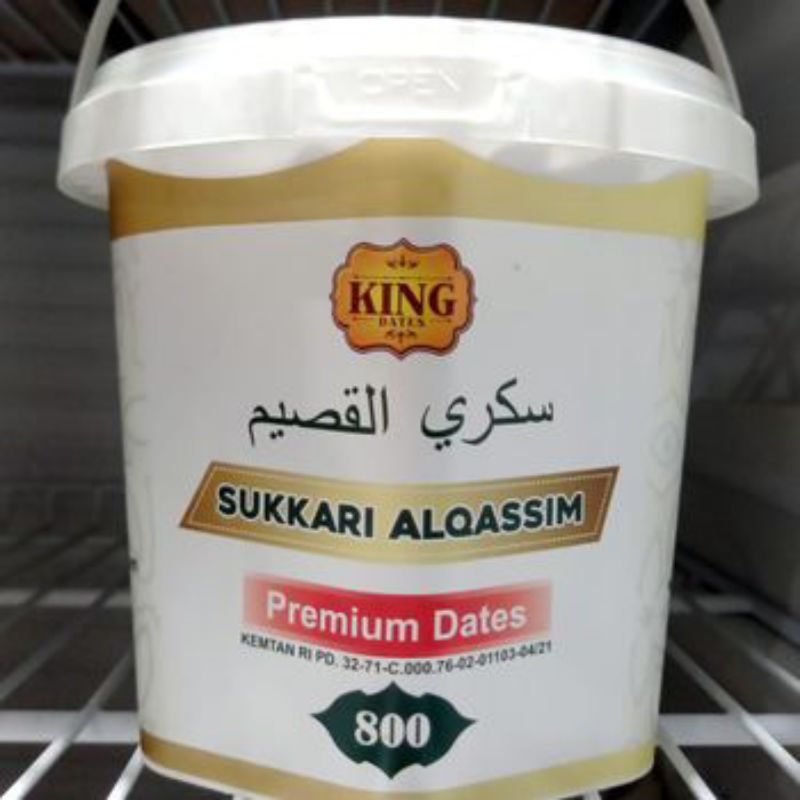 OPEN
KING
DATES
سكري القصيم
SUKKARI ALQASSIM
Premium Dates
KEMTAN RI PD. 32-71-C.000.76-02-01103-04/21
800